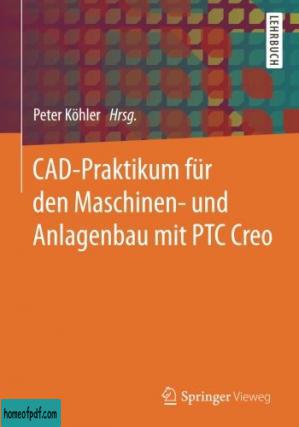 LEHRBUCH
Peter Köhler Hrsg.
CAD-Praktikum für
den Maschinen- und
Anlagenbau mit PTC Creo
Springer Vieweg
homeofpdf.com